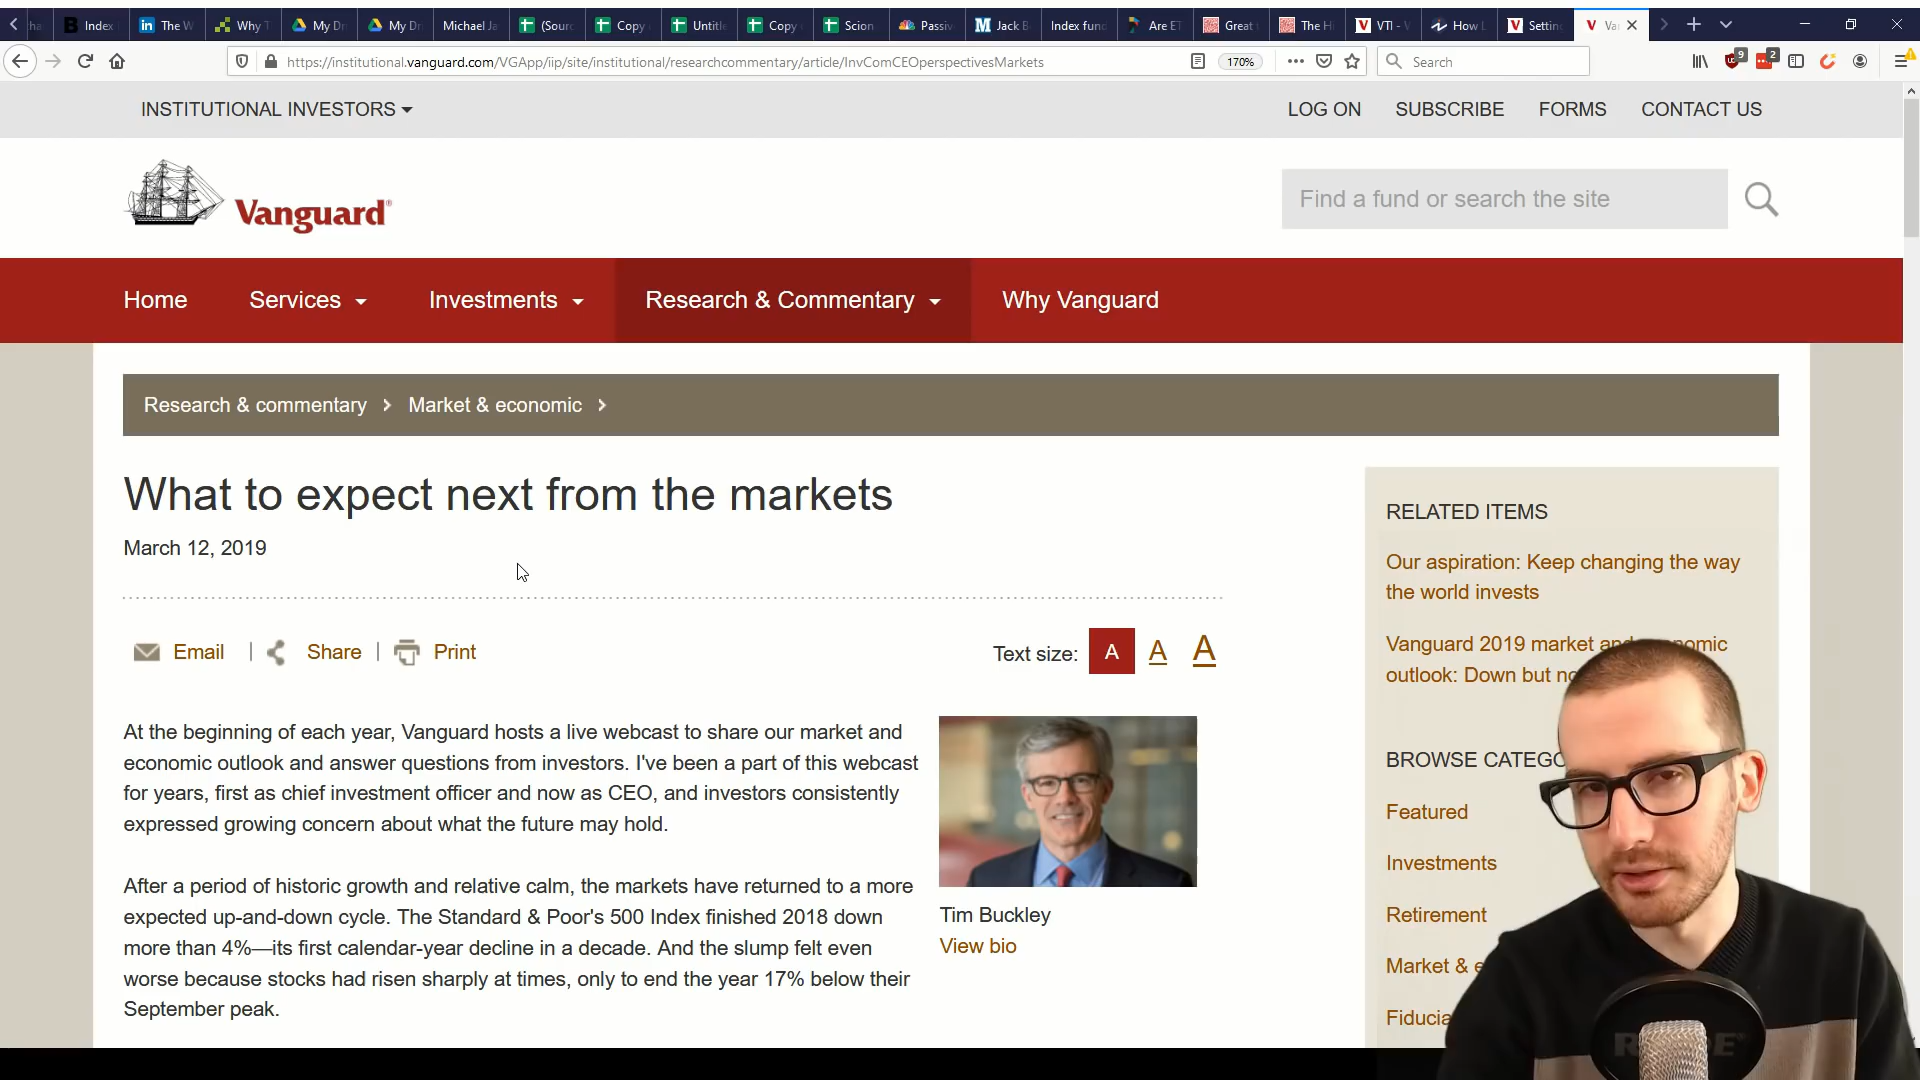 Index
The W
Why T
My Dr
My Dr
Michael Ja
(Sourc
Copy
Untitle
Copy
Scion
Passiv
Jack B
Index fun
Are ET
Great
The Hi
VTI - V
How L
Settin
Va
https://institutional.vanguard.com/VGApp/iip/site/institutional/researchcommentary/article/InvComCEOperspectivesMarkets
170%
Search
9
2
INSTITUTIONAL INVESTORS
LOG ON
SUBSCRIBE
FORMS
CONTACT US
Vanguard®
Find a fund or search the site
Home
Services
Investments
Research & Commentary
Why Vanguard
Research & commentary
Market & economic
What to expect next from the markets
March 12, 2019
Email
Share
Print
Text size:
A
A
A
At the beginning of each year, Vanguard hosts a live webcast to share our market and
economic outlook and answer questions from investors. I've been a part of this webcast
for years, first as chief investment officer and now as CEO, and investors consistently
expressed growing concern about what the future may hold.
After a period of historic growth and relative calm, the markets have returned to a more
expected up-and-down cycle. The Standard & Poor's 500 Index finished 2018 down
more than 4%—its first calendar-year decline in a decade. And the slump felt even
worse because stocks had risen sharply at times, only to end the year 17% below their
September peak.
Tim Buckley
View bio
RELATED ITEMS
Our aspiration: Keep changing the way
the world invests
Vanguard 2019 market and economic
outlook: Down but no
BROWSE CATEGO
Featured
Investments
Retirement
Market & e
Fiducia